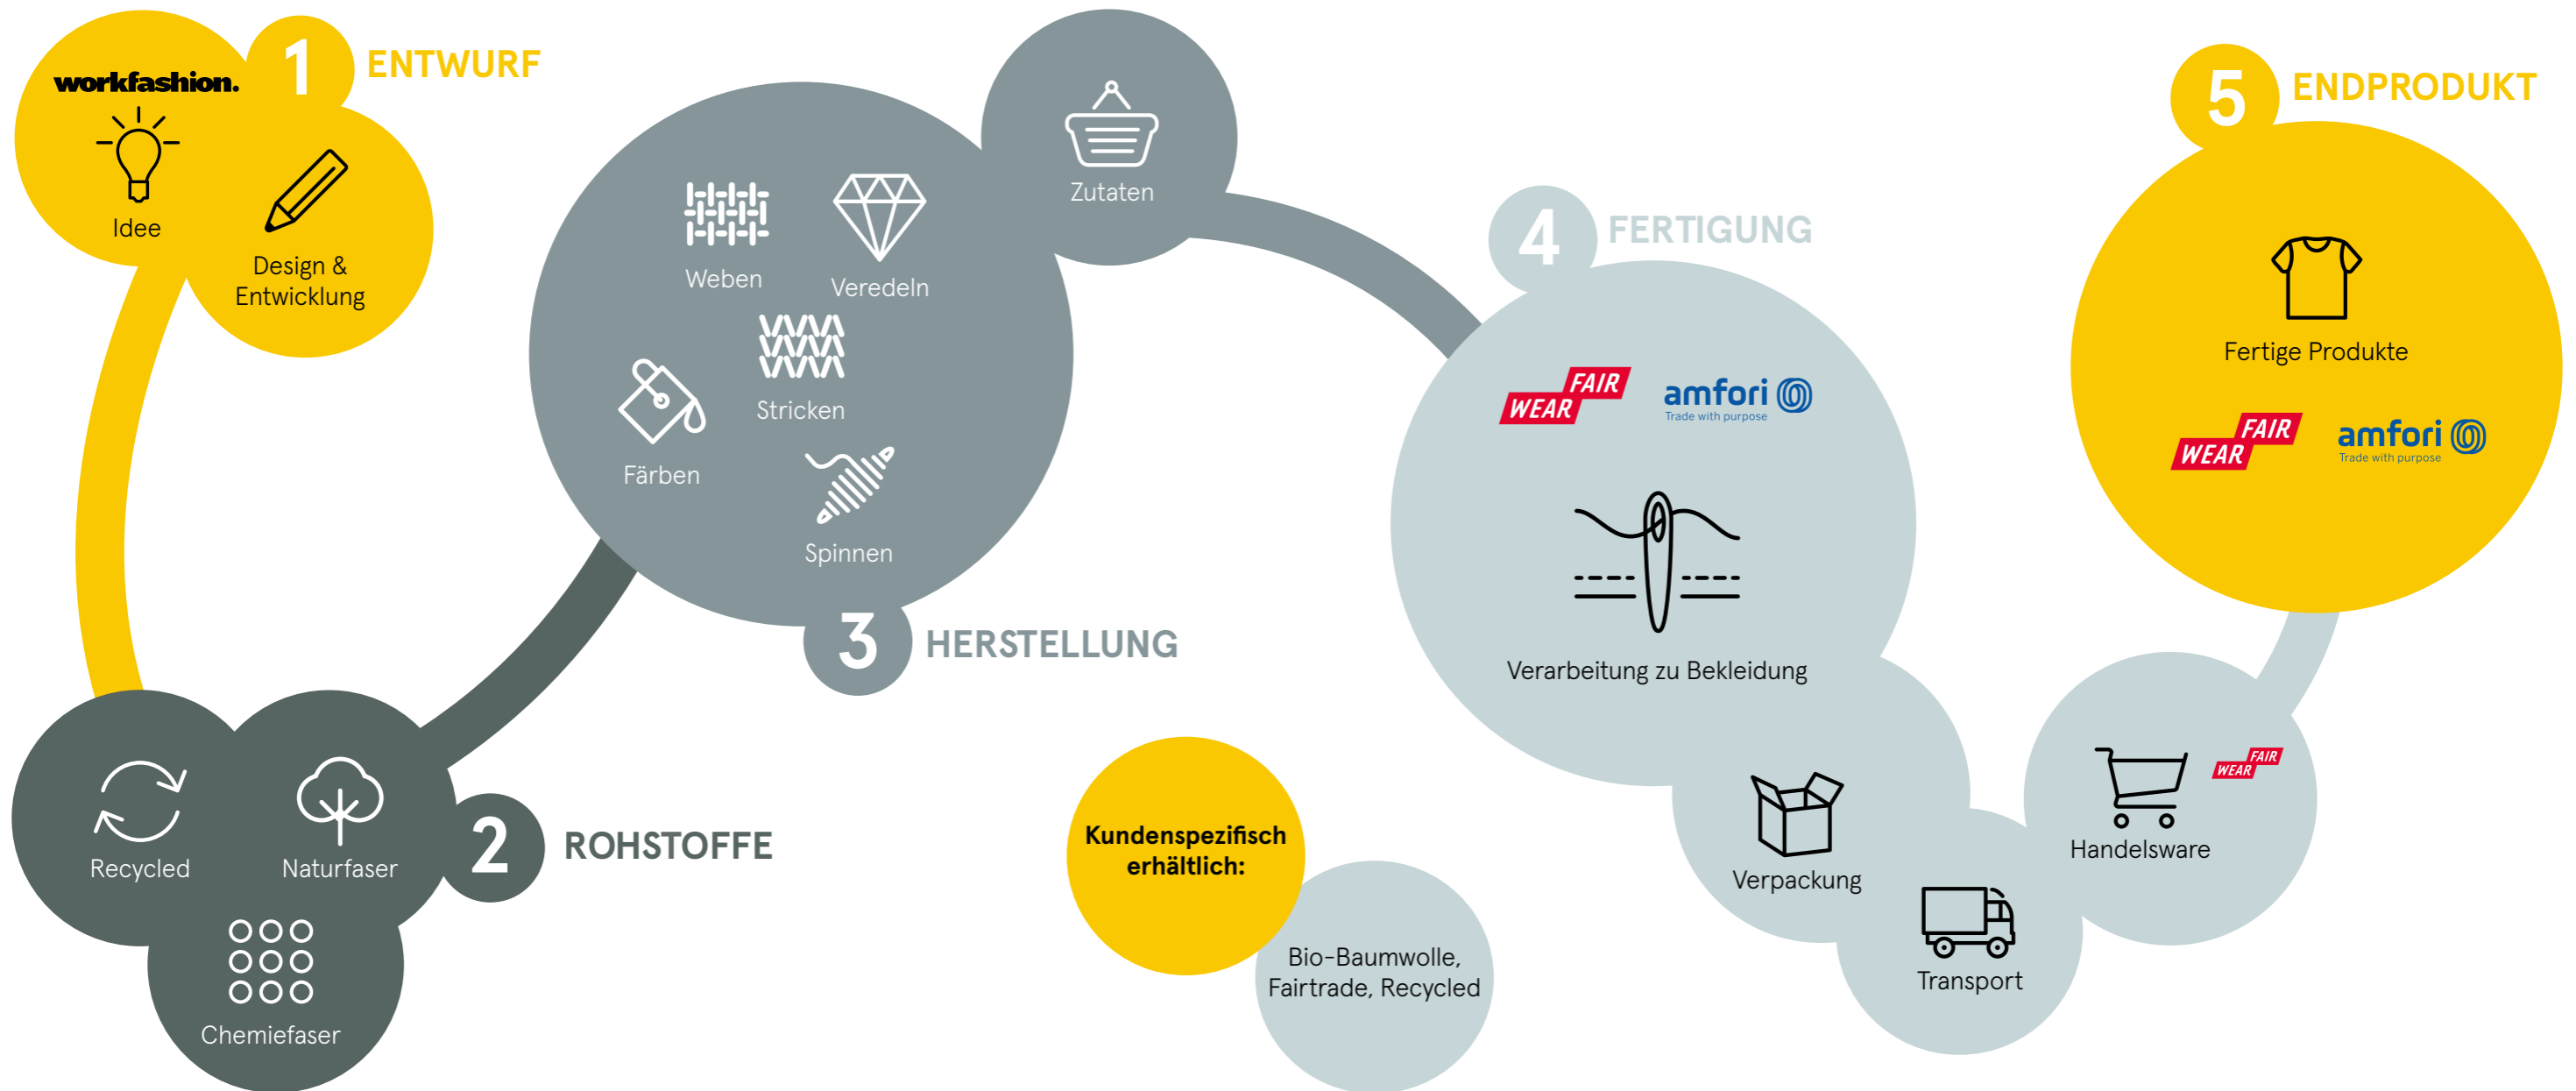 workfashion.
Idee
1
ENTWURF
Design &
Entwicklung
Recycled
Naturfaser
Chemiefaser
2
ROHSTOFFE
Weben
Veredeln
Stricken
Färben
Spinnen
3
HERSTELLUNG
Zutaten
4
FERTIGUNG
FAIR
WEAR
amfori
Trade with purpose
Verarbeitung zu Bekleidung
Verpackung
Transport
Handelsware
FAIR
WEAR
5
ENDPRODUKT
Fertige Produkte
FAIR
WEAR
amfori
Trade with purpose
Kundenspezifisch
erhältlich:
Bio-Baumwolle,
Fairtrade, Recycled